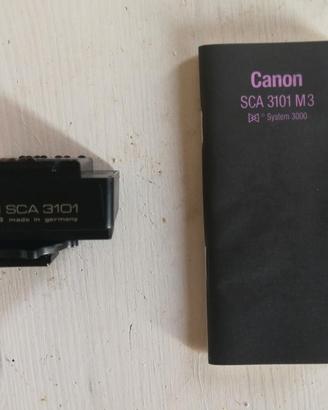 SCA 3101
made in germany
Canon
SCA 3101 M3
System 3000